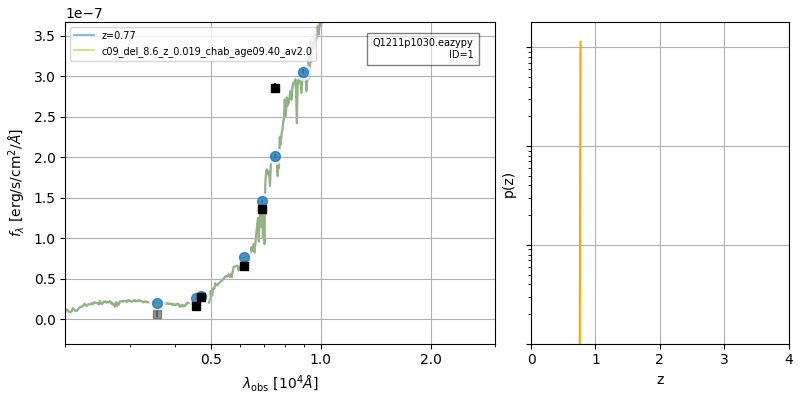 1e−7
z=0.77
c09_del_8.6_z_0.019_chab_age09.40_av2.0
Q1211p1030.eazypy
ID=1
3.5
3.0
2.5
2.0
1.5
1.0
0.5
0.0
f_λ [erg/s/cm²/Å]
0.5
1.0
2.0
λ_obs [10⁴Å]
p(z)
0
1
2
3
4
z